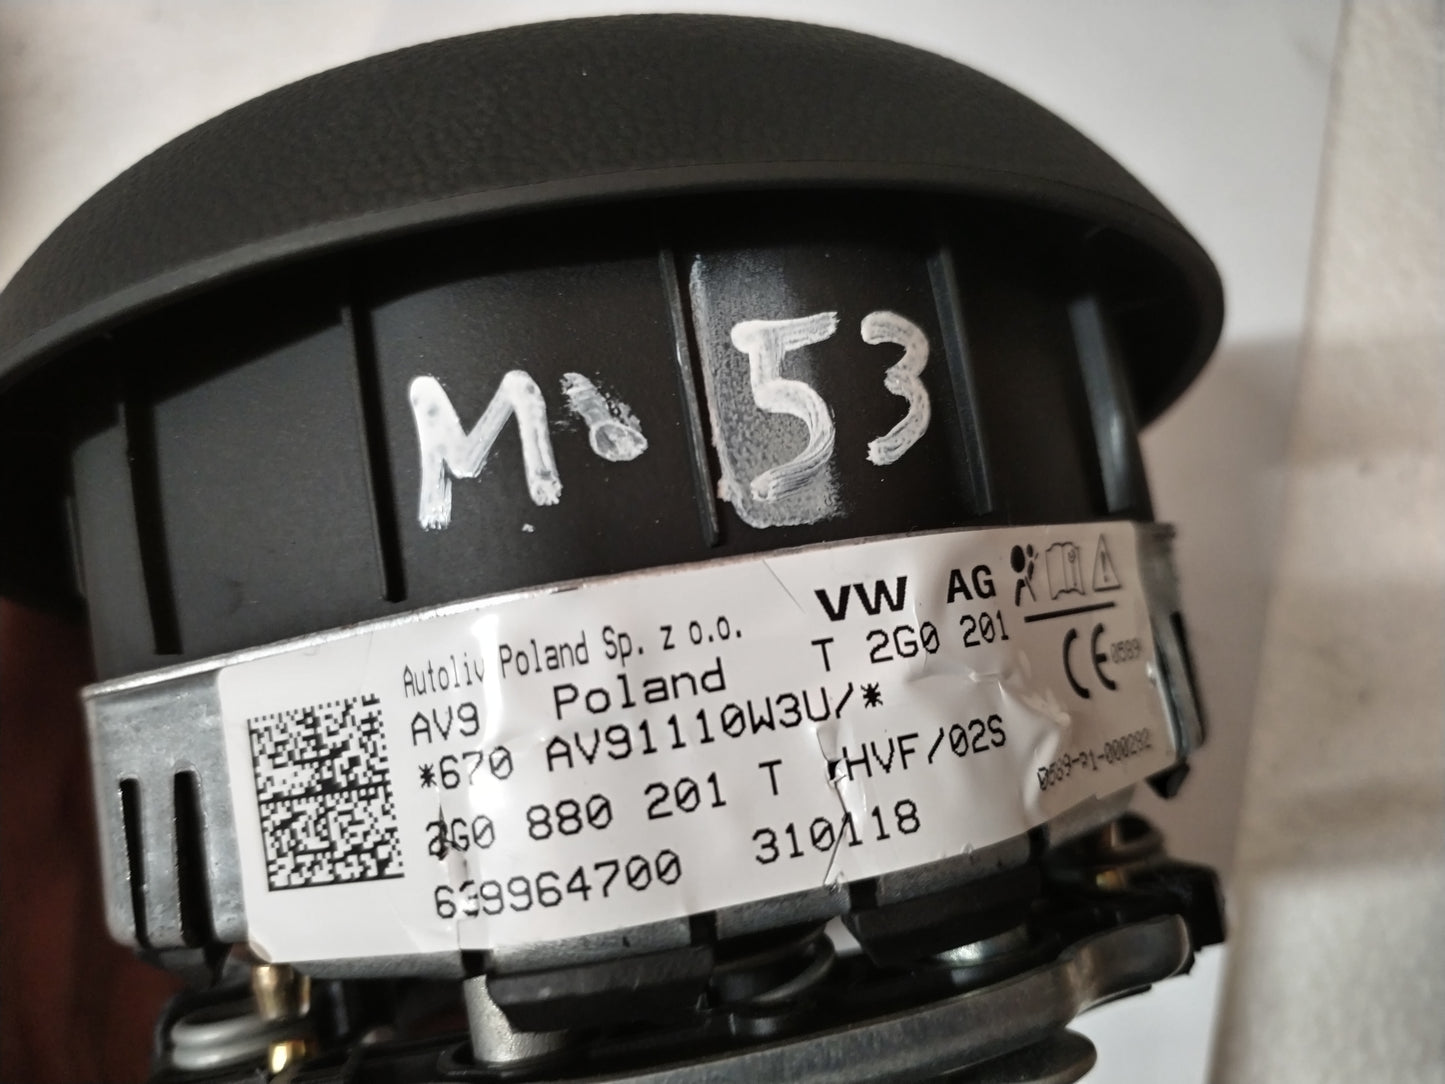 M 53
Autoliv Poland Sp. z o.o. VW AG
Poland T 2G0 201
AV9
*670 AV91110W3U/* CE 0589
2G0 880 201 T HVF/02S
639964700 310118